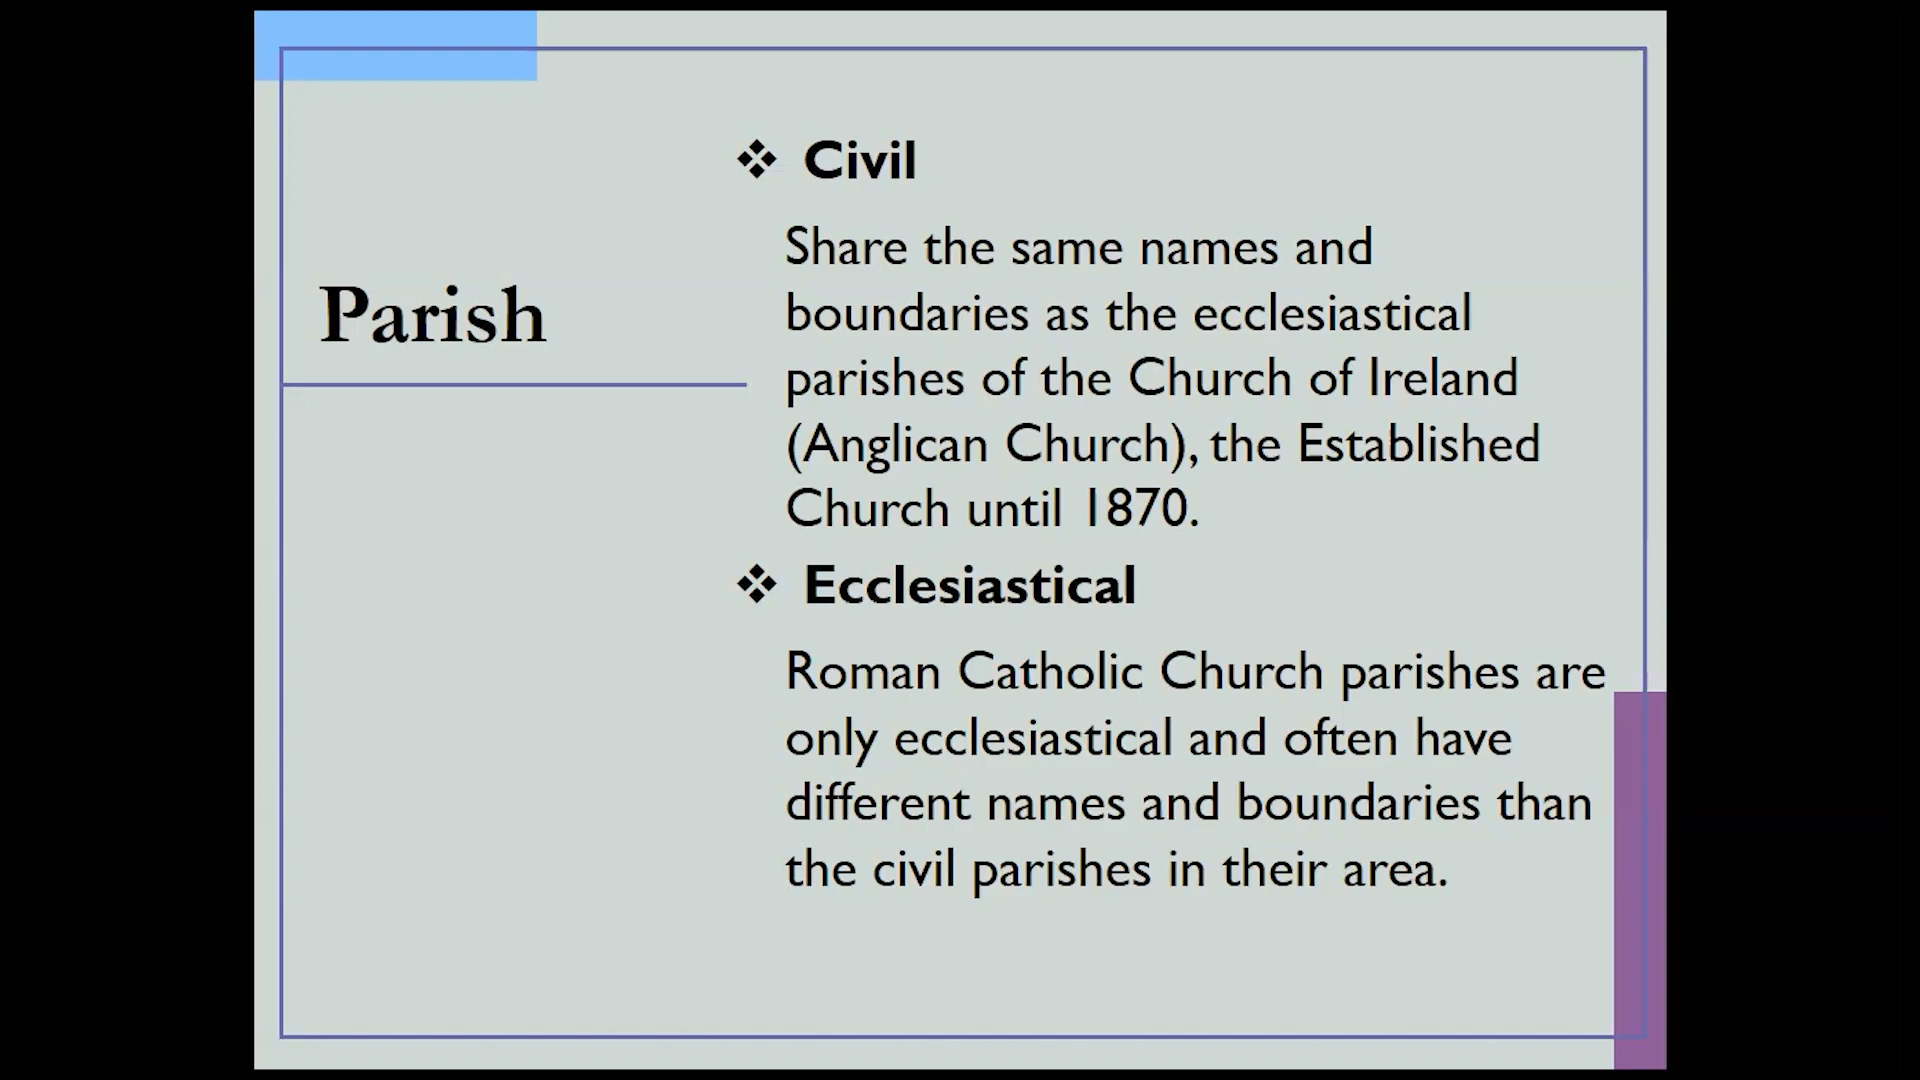 Parish
❖ Civil
Share the same names and
boundaries as the ecclesiastical
parishes of the Church of Ireland
(Anglican Church), the Established
Church until 1870.
❖ Ecclesiastical
Roman Catholic Church parishes are
only ecclesiastical and often have
different names and boundaries than
the civil parishes in their area.